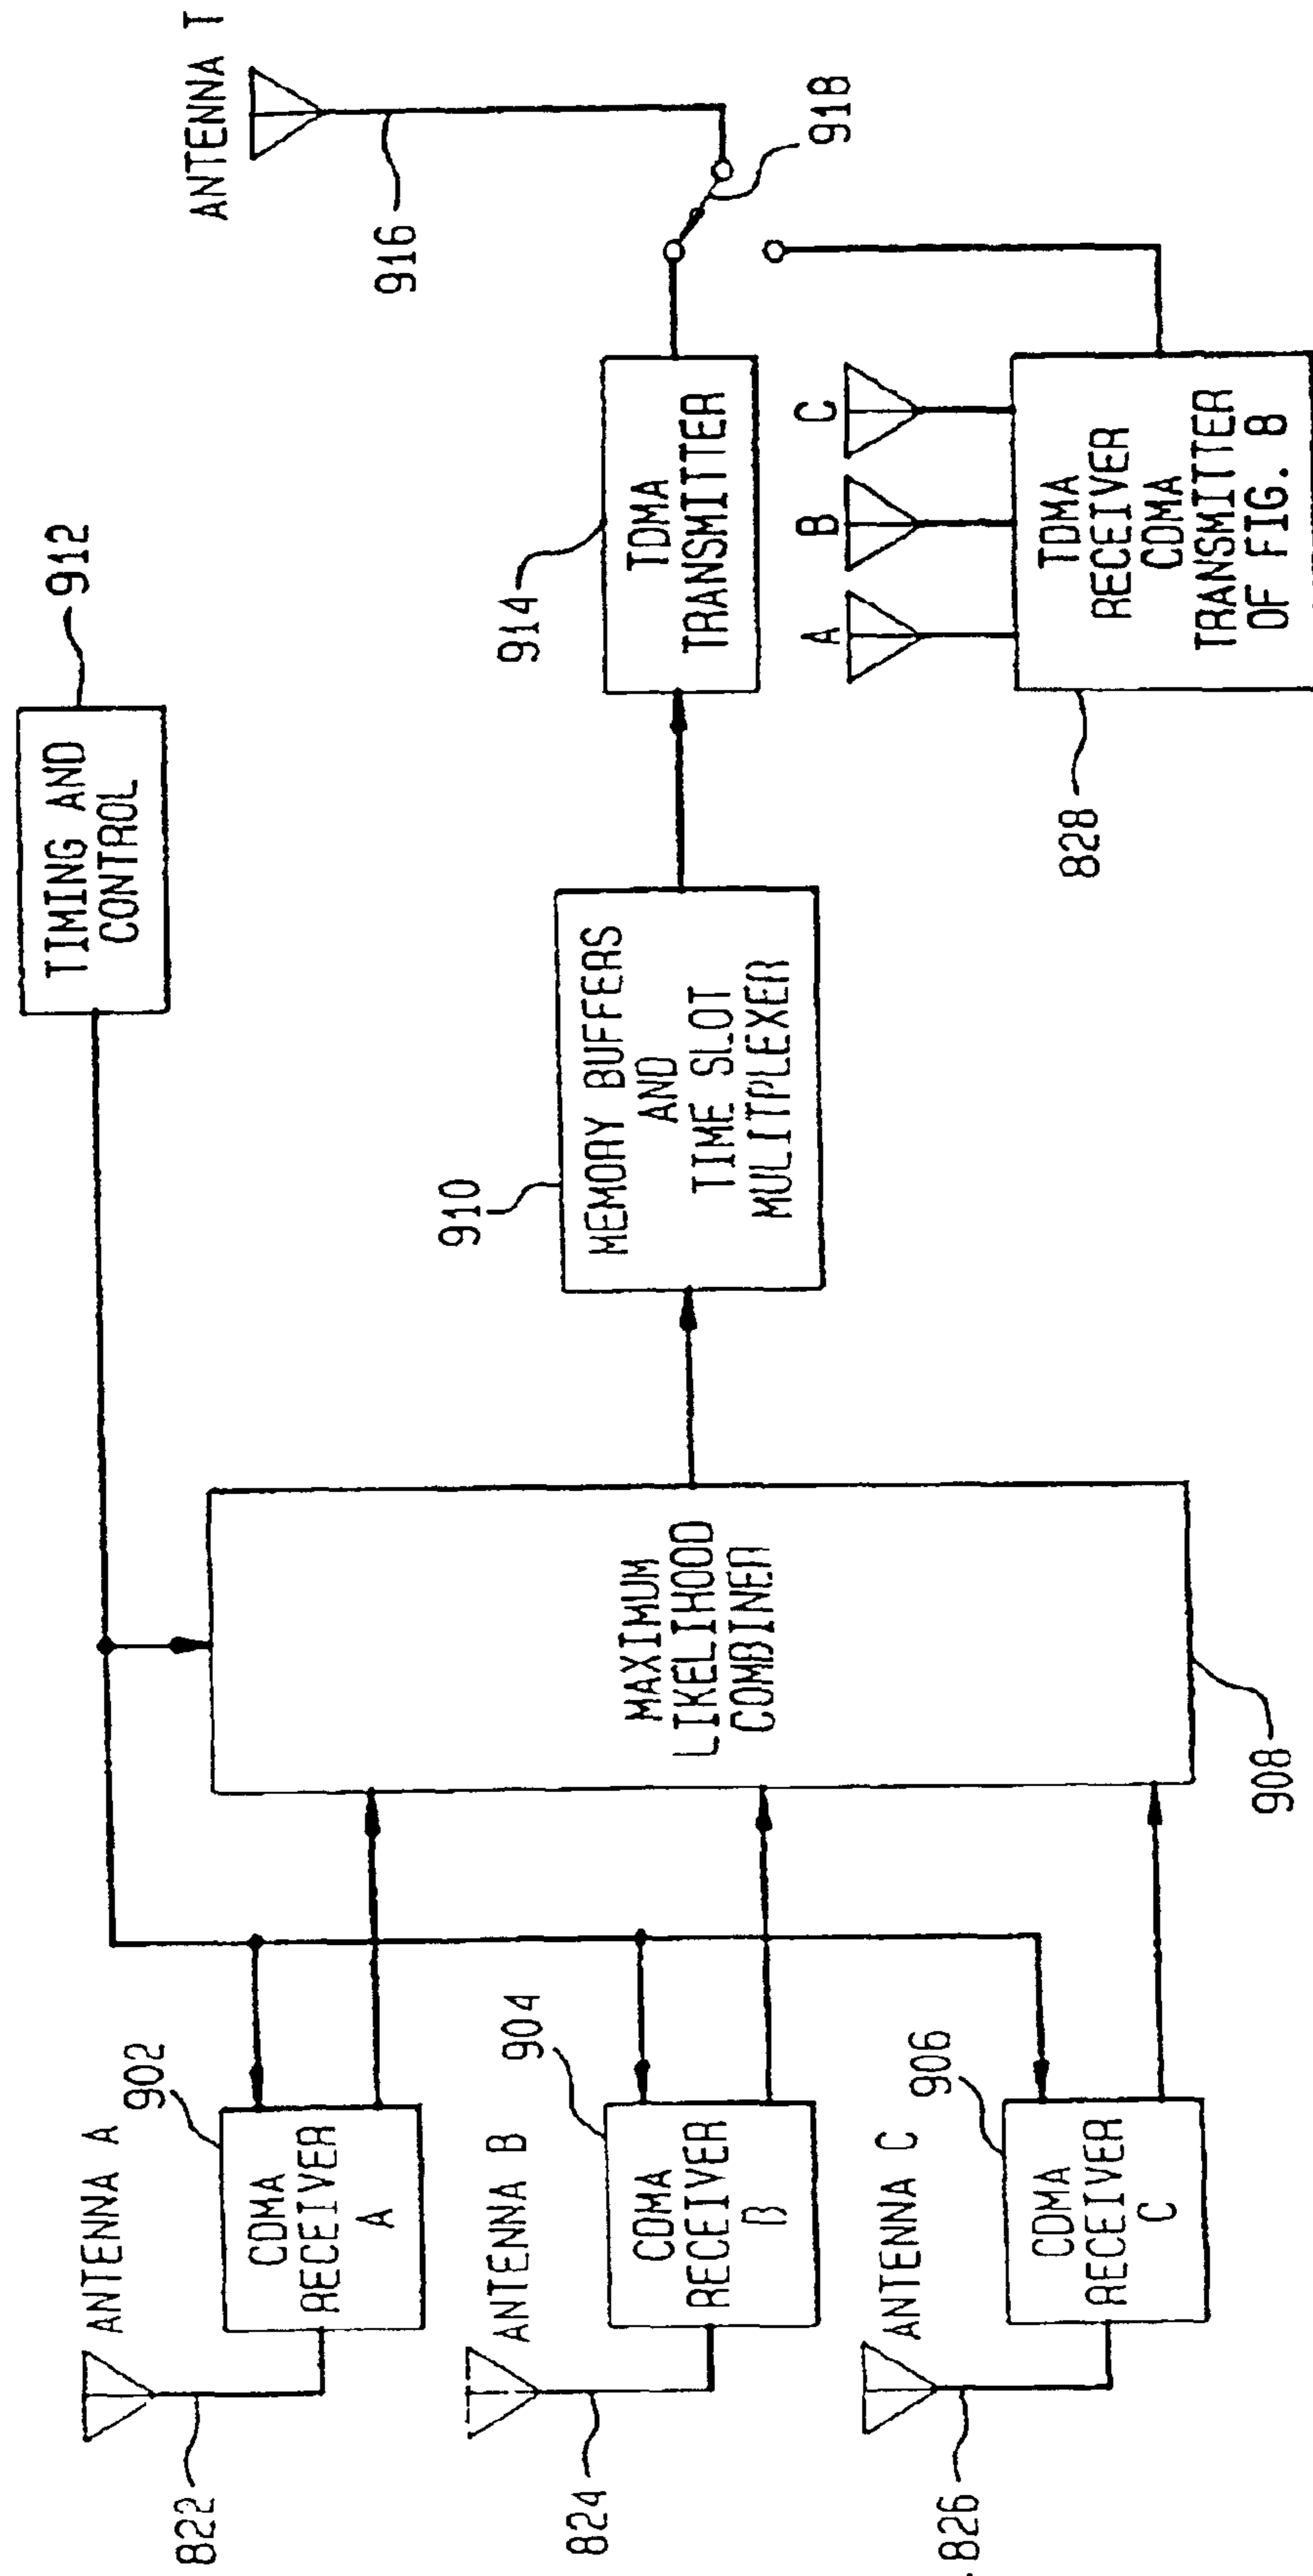 ANTENNA A
822
902
CDMA
RECEIVER
A
ANTENNA B
824
904
CDMA
RECEIVER
B
ANTENNA C
826
906
CDMA
RECEIVER
C
MAXIMUM
LIKELIHOOD
COMBINER
908
TIMING AND
CONTROL
912
910
MEMORY BUFFERS
AND
TIME SLOT
MULITPLEXER
914
TDMA
TRANSMITTER
ANTENNA T
916
918
A
B
C
TDMA
RECEIVER
CDMA
TRANSMITTER
OF FIG. 8
828